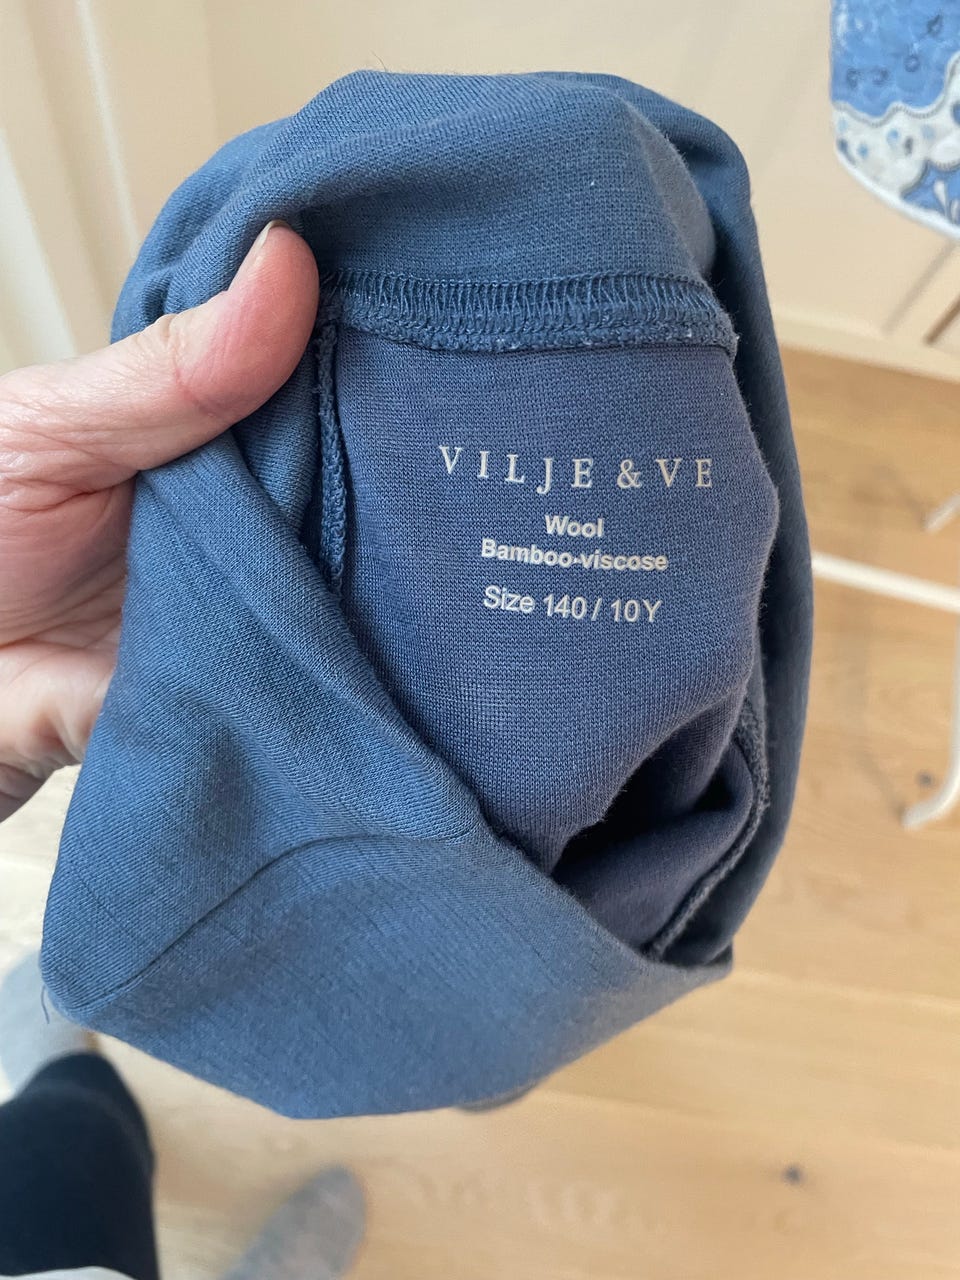 VILJE & VE
Wool
Bamboo-viscose
Size 140 / 10Y